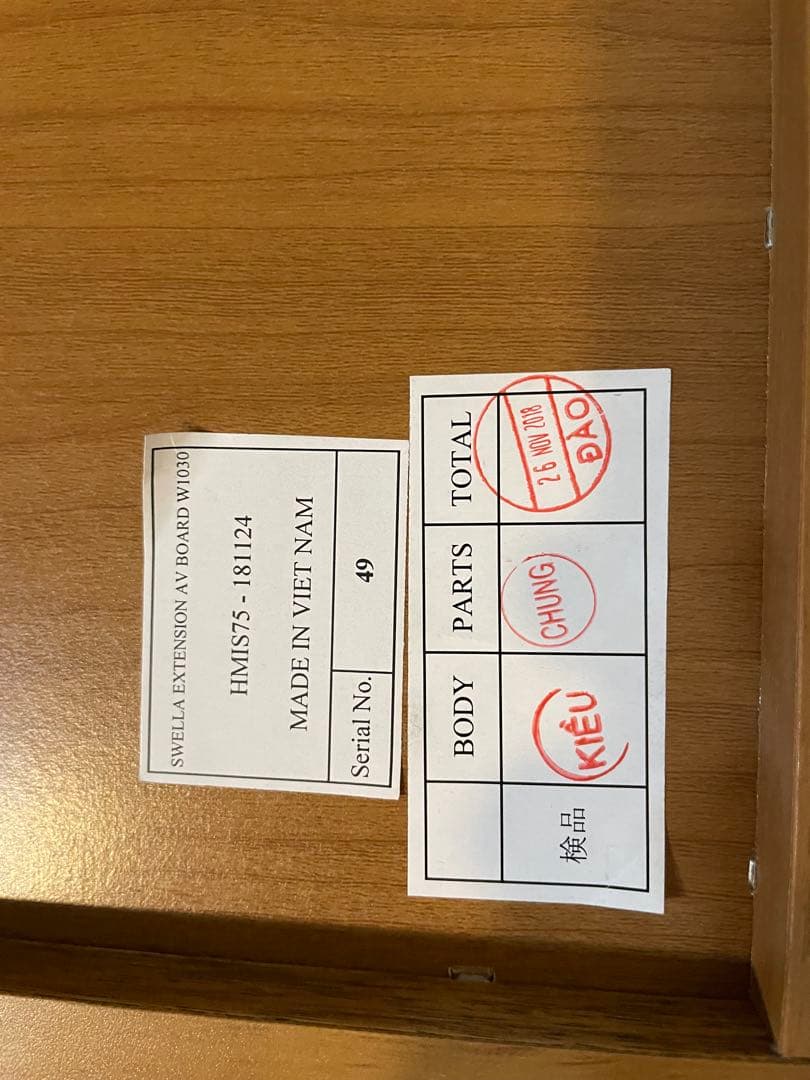 SWELLA EXTENSION AV BOARD W1030
HMIS75 - 181124
MADE IN VIET NAM
Serial No. 49
BODY PARTS TOTAL
検品 KIỀU CHUNG 26 NOV 2018
ĐÀO